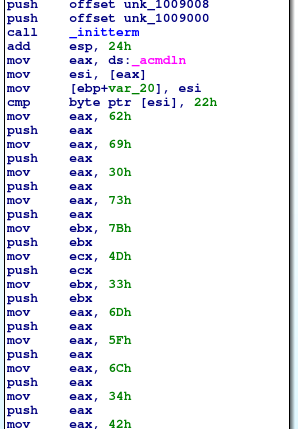 push offset unk_1009008
push offset unk_1009000
call _initterm
add esp, 24h
mov eax, ds:_acmdln
mov esi, [eax]
mov [ebp+var_20], esi
cmp byte ptr [esi], 22h
mov eax, 62h
push eax
mov eax, 69h
push eax
mov eax, 30h
push eax
mov eax, 73h
push eax
mov ebx, 7Bh
push ebx
mov ecx, 4Dh
push ecx
mov ebx, 33h
push ebx
mov eax, 6Dh
push eax
mov eax, 5Fh
push eax
mov eax, 6Ch
push eax
mov eax, 34h
push eax
mov eax, 42h